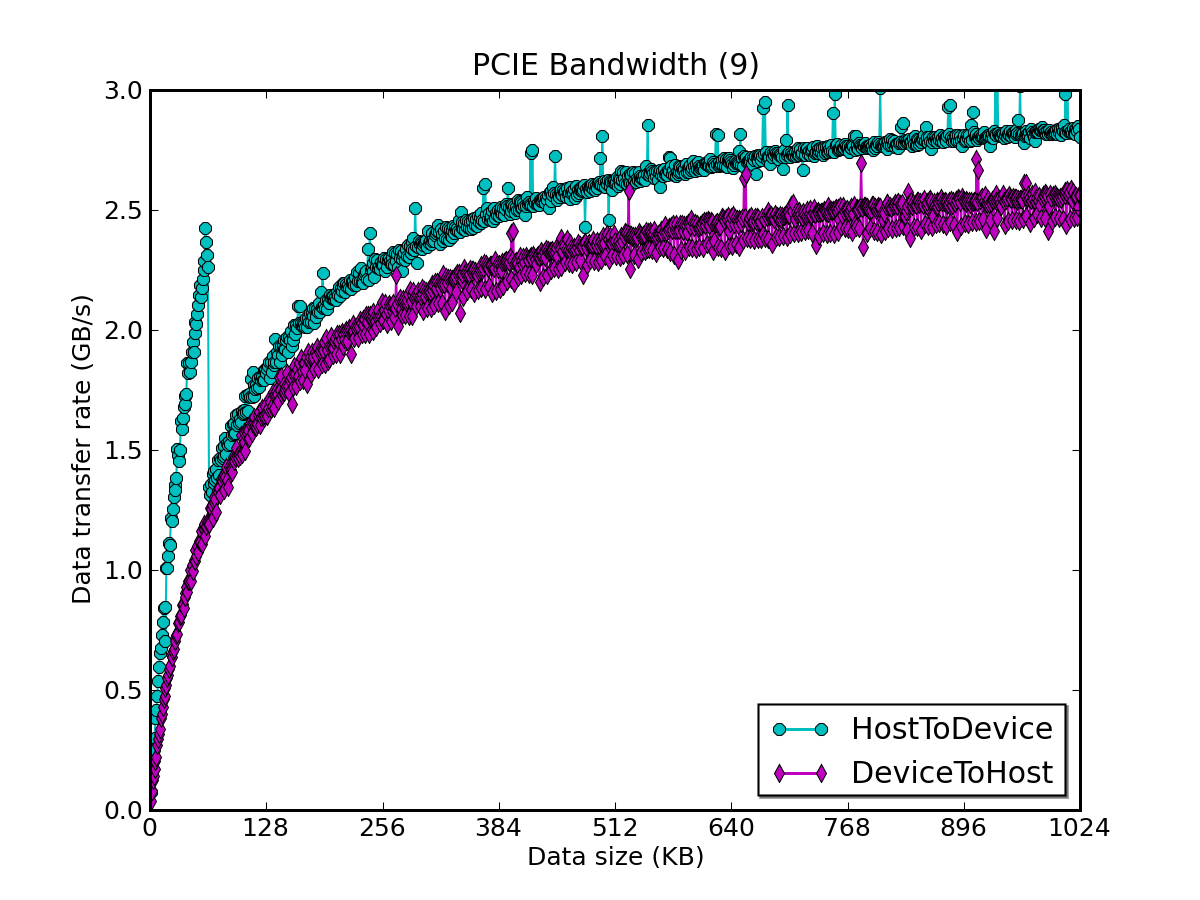 PCIE Bandwidth (9)
3.0
2.5
2.0
1.5
1.0
0.5
0.0
Data transfer rate (GB/s)
HostToDevice
DeviceToHost
0 128 256 384 512 640 768 896 1024
Data size (KB)